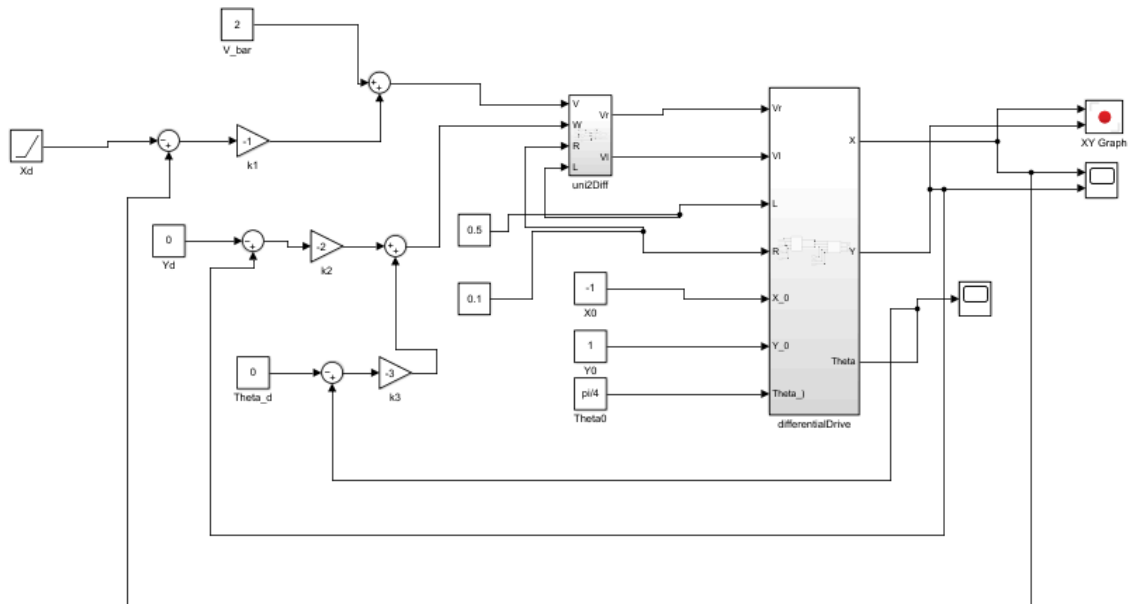 2
V_bar
Xd
-1
k1
V
W
R
L
Vr
Vl
uni2Diff
Vr
Vl
L
R
X_0
Y_0
Theta_)
X
Y
Theta
differentialDrive
XY Graph
0
Yd
-2
k2
0.5
0.1
-1
X0
1
Y0
pi/4
Theta0
0
Theta_d
-3
k3